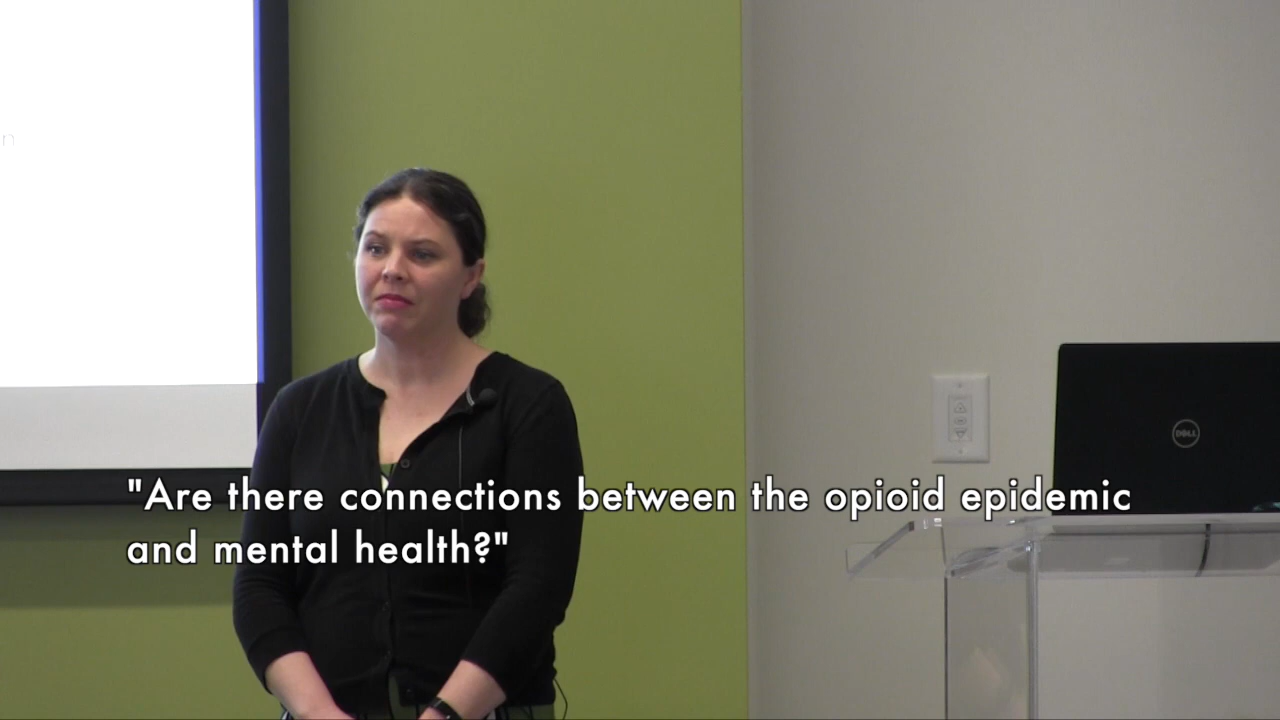 n
DELL
"Are there connections between the opioid epidemic
and mental health?"